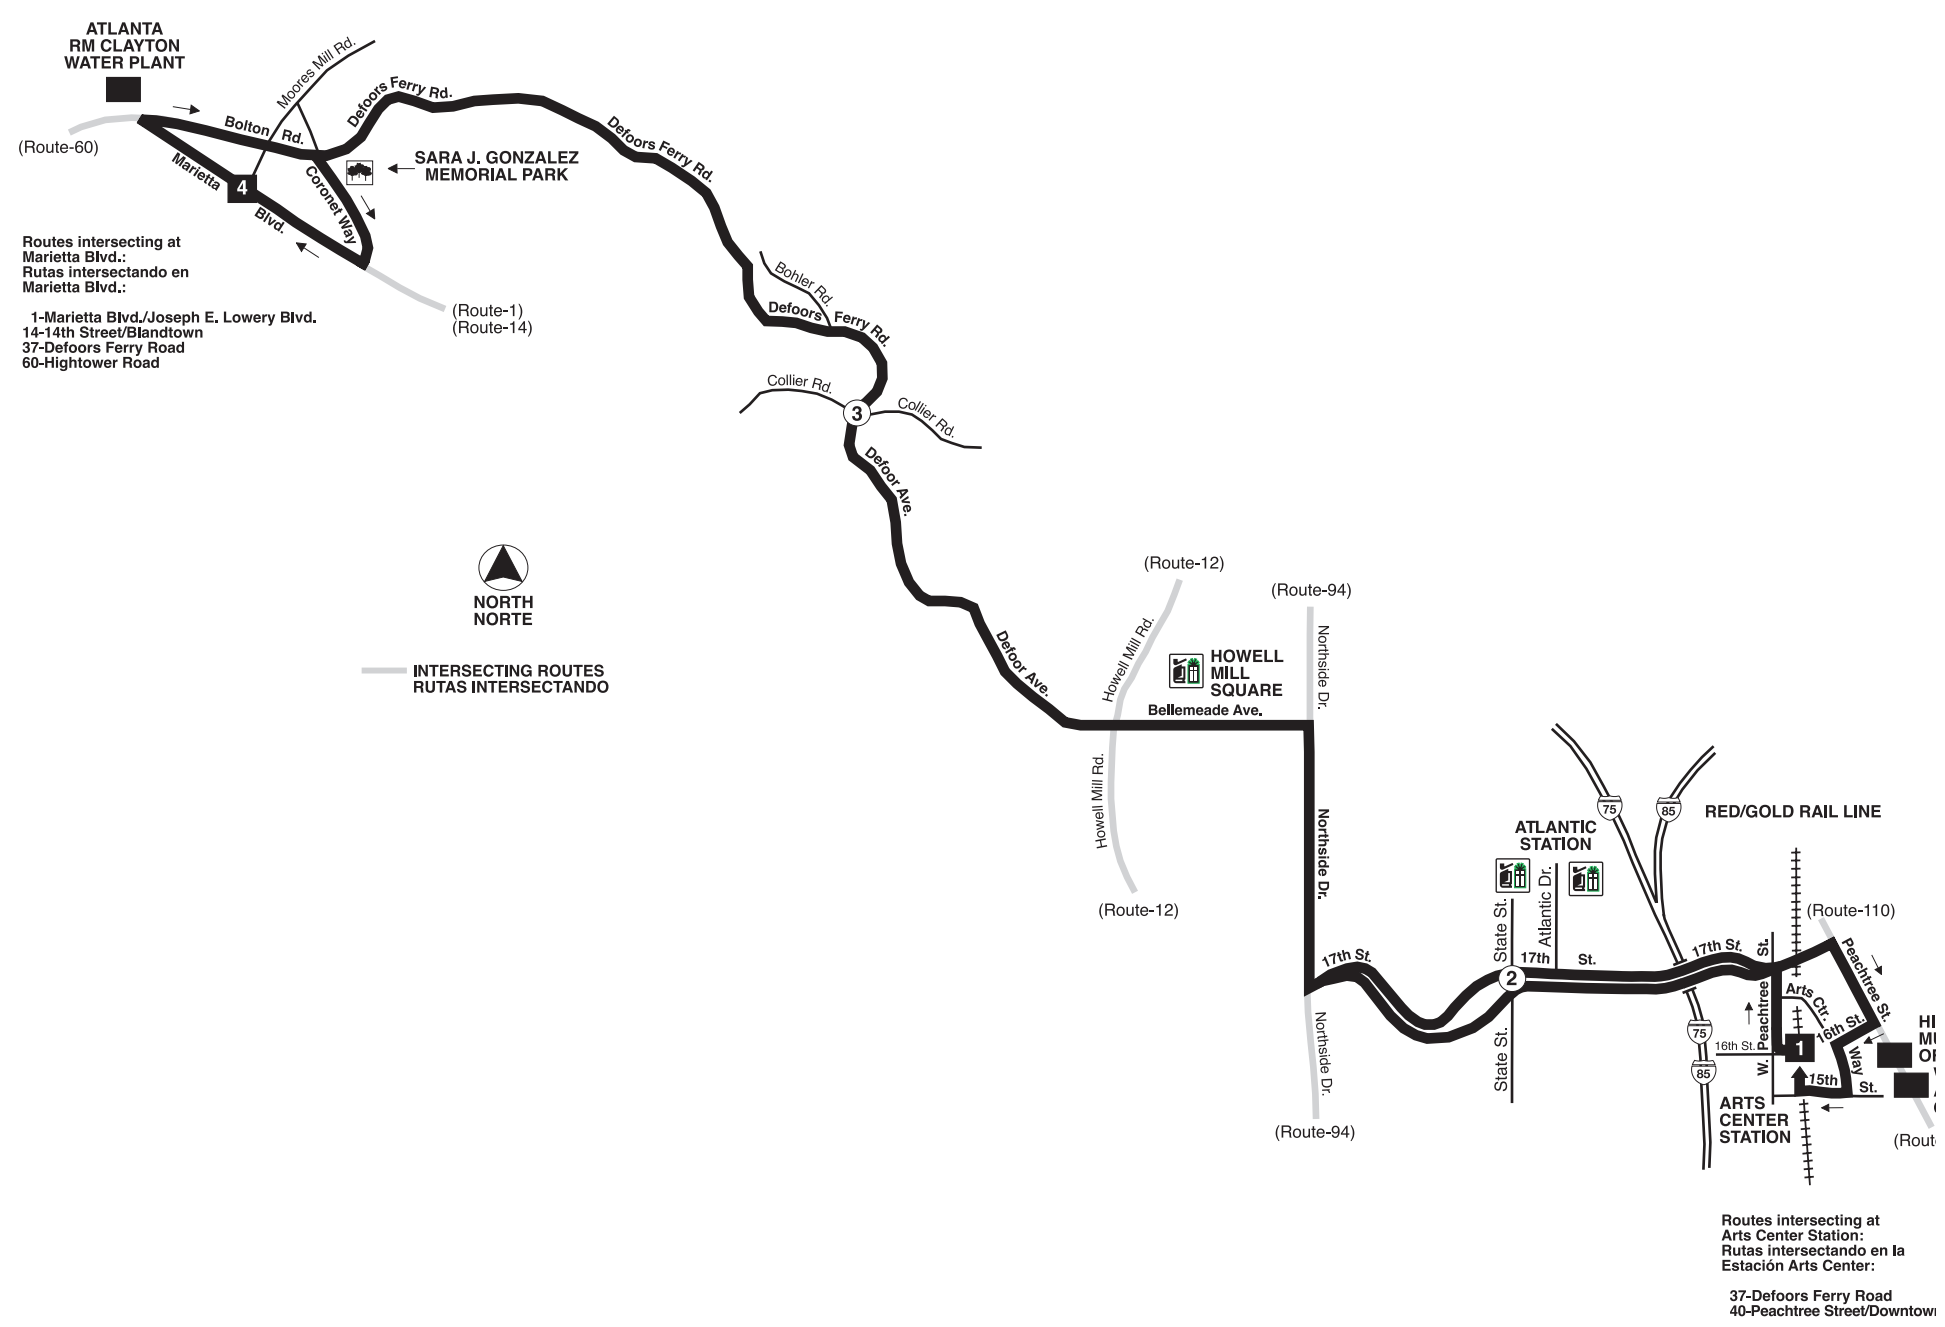 ATLANTA
RM CLAYTON
WATER PLANT
Moores Mill Rd.
Defoors Ferry Rd.
Bolton Rd.
(Route-60)
Marietta
4
Blvd.
Coronet Way
SARA J. GONZALEZ
MEMORIAL PARK
Defoors Ferry Rd.
Routes intersecting at
Marietta Blvd.:
Rutas intersectando en
Marietta Blvd.:
1-Marietta Blvd./Joseph E. Lowery Blvd.
14-14th Street/Blandtown
37-Defoors Ferry Road
60-Hightower Road
(Route-1)
(Route-14)
Bohler Rd.
Defoors Ferry Rd.
Collier Rd.
3
Collier Rd.
Defoor Ave.
NORTH
NORTE
INTERSECTING ROUTES
RUTAS INTERSECTANDO
Defoor Ave.
(Route-12)
Howell Mill Rd.
HOWELL
MILL
SQUARE
Bellemeade Ave.
(Route-94)
Northside Dr.
Howell Mill Rd.
(Route-12)
Northside Dr.
17th St.
Northside Dr.
(Route-94)
ATLANTIC
STATION
State St.
Atlantic Dr.
2
17th St.
State St.
75
85
RED/GOLD RAIL LINE
(Route-110)
17th St.
W. Peachtree St.
Peachtree St.
Arts Ctr.
16th St.
Way
75
85
16th St.
1
15th St.
HI
MU
OF
ARTS
CENTER
STATION
(Rout
Routes intersecting at
Arts Center Station:
Rutas intersectando en la
Estación Arts Center:
37-Defoors Ferry Road
40-Peachtree Street/Downtown